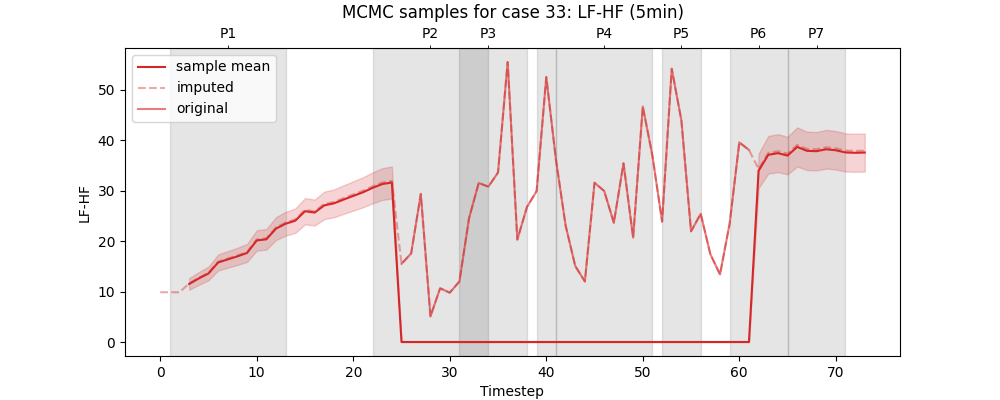 MCMC samples for case 33: LF-HF (5min)
P1 P2 P3 P4 P5 P6 P7
sample mean
imputed
original
50
40
30
20
10
0
LF-HF
0 10 20 30 40 50 60 70
Timestep